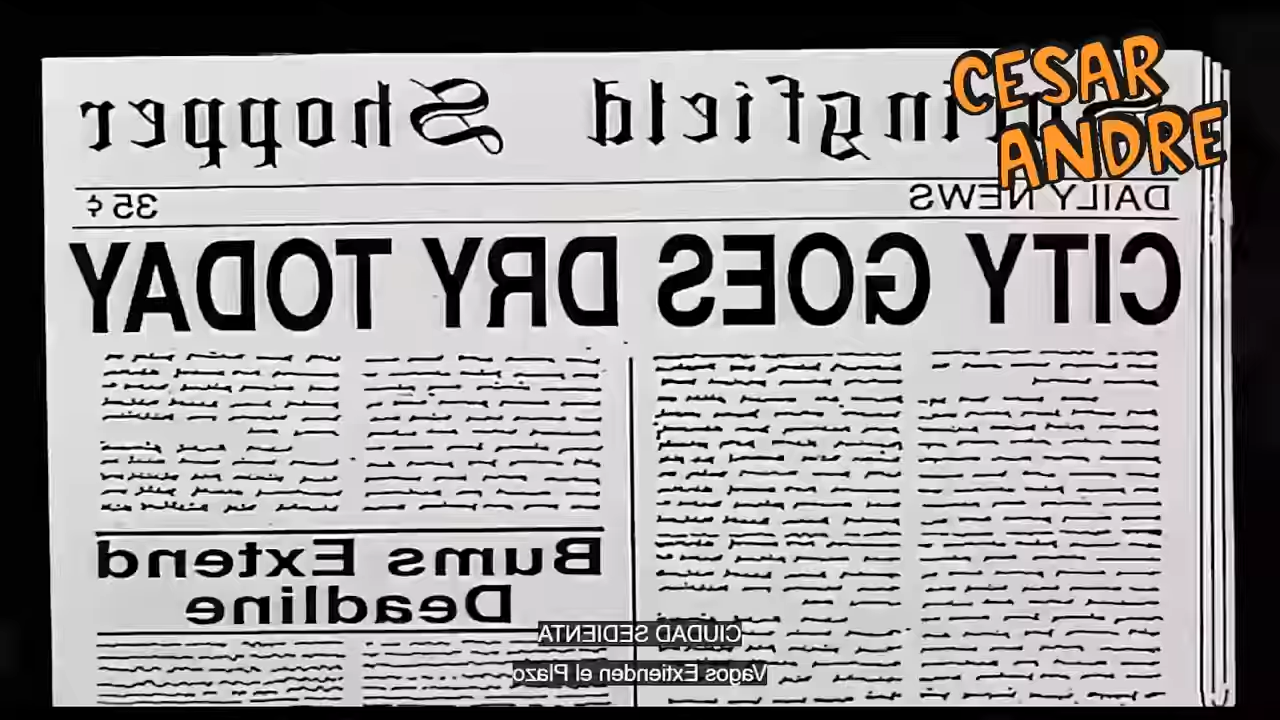 CESAR
ANDRE
ingfield Shopper
DAILY NEWS 35¢
CITY GOES DRY TODAY
Bums Extend
Deadline
CIUDAD SEDIENTA
Vagos Extienden el Plazo